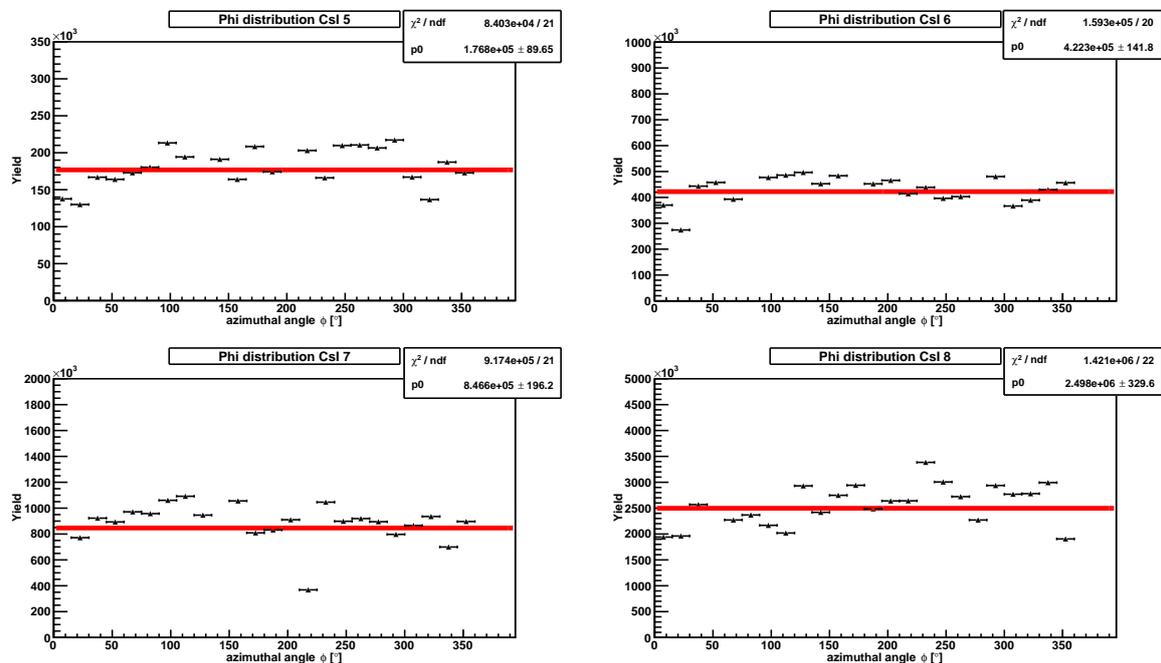 Phi distribution CsI 5
χ² / ndf 8.403e+04 / 21
p0 1.768e+05 ± 89.65
×10³
350
300
250
200
150
100
50
0
Yield
0 50 100 150 200 250 300 350
azimuthal angle ϕ [°]
Phi distribution CsI 6
χ² / ndf 1.593e+05 / 20
p0 4.223e+05 ± 141.8
×10³
1000
900
800
700
600
500
400
300
200
100
0
Yield
0 50 100 150 200 250 300 350
azimuthal angle ϕ [°]
Phi distribution CsI 7
χ² / ndf 9.174e+05 / 21
p0 8.466e+05 ± 196.2
×10³
2000
1800
1600
1400
1200
1000
800
600
400
200
0
Yield
0 50 100 150 200 250 300 350
azimuthal angle ϕ [°]
Phi distribution CsI 8
χ² / ndf 1.421e+06 / 22
p0 2.498e+06 ± 329.6
×10³
5000
4500
4000
3500
3000
2500
2000
1500
1000
500
0
Yield
0 50 100 150 200 250 300 350
azimuthal angle ϕ [°]